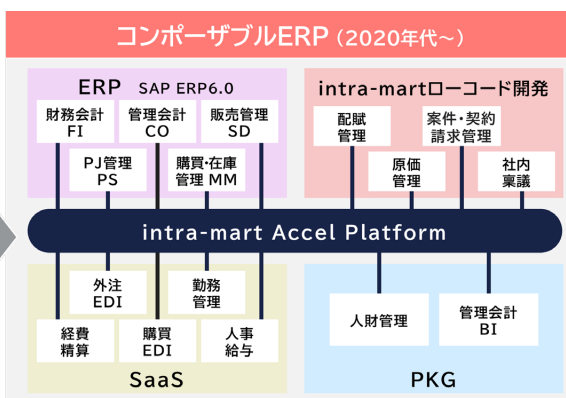 コンポーザブルERP（2020年代～）
ERP SAP ERP6.0
財務会計
FI
管理会計
CO
販売管理
SD
PJ管理
PS
購買・在庫
管理 MM
intra-martローコード開発
配賦
管理
案件・契約
請求管理
原価
管理
社内
稟議
intra-mart Accel Platform
外注
EDI
勤務
管理
経費
精算
購買
EDI
人事
給与
SaaS
人財管理
管理会計
BI
PKG